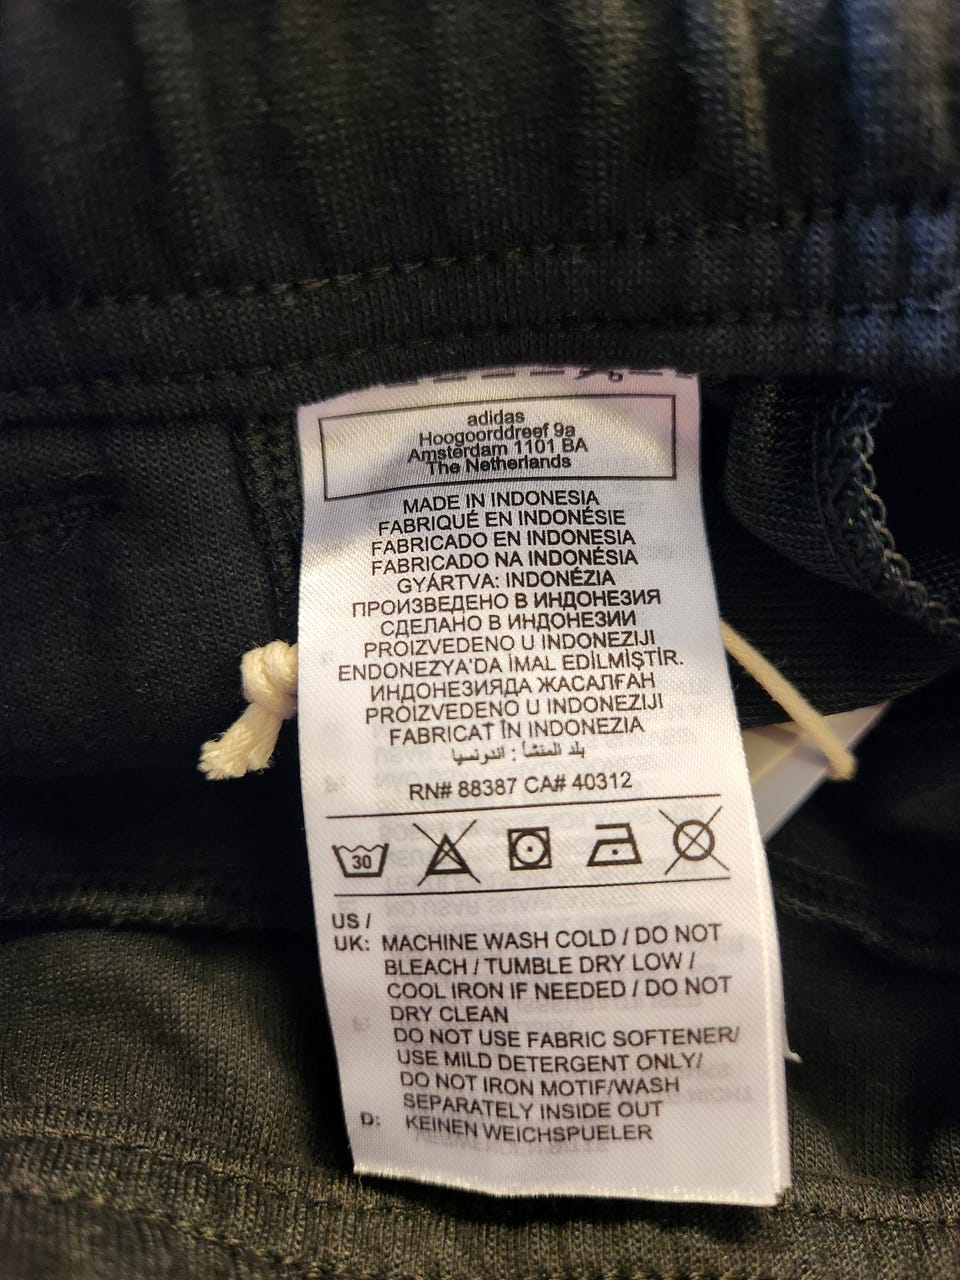 adidas
Hoogoorddreef 9a
Amsterdam 1101 BA
The Netherlands
MADE IN INDONESIA
FABRIQUÉ EN INDONÉSIE
FABRICADO EN INDONESIA
FABRICADO NA INDONÉSIA
GYÁRTVA: INDONÉZIA
ПРОИЗВЕДЕНО В ИНДОНЕЗИЯ
СДЕЛАНО В ИНДОНЕЗИИ
PROIZVEDENO U INDONEZIJI
ENDONEZYA'DA İMAL EDİLMİŞTİR.
ИНДОНЕЗИЯДА ЖАСАЛҒАН
PROIZVEDENO U INDONEZIJI
FABRICAT ÎN INDONEZIA
بلد المنشأ : اندونسيا
RN# 88387 CA# 40312
30
US /
UK: MACHINE WASH COLD / DO NOT
BLEACH / TUMBLE DRY LOW /
COOL IRON IF NEEDED / DO NOT
DRY CLEAN
DO NOT USE FABRIC SOFTENER/
USE MILD DETERGENT ONLY/
DO NOT IRON MOTIF/WASH
SEPARATELY INSIDE OUT
D: KEINEN WEICHSPUELER